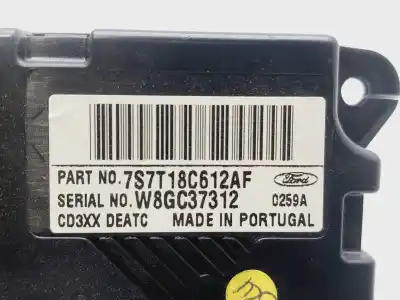 PART NO. 7S7T18C612AF Ford
SERIAL NO. W8GC37312 0259A
CD3XX DEATC MADE IN PORTUGAL